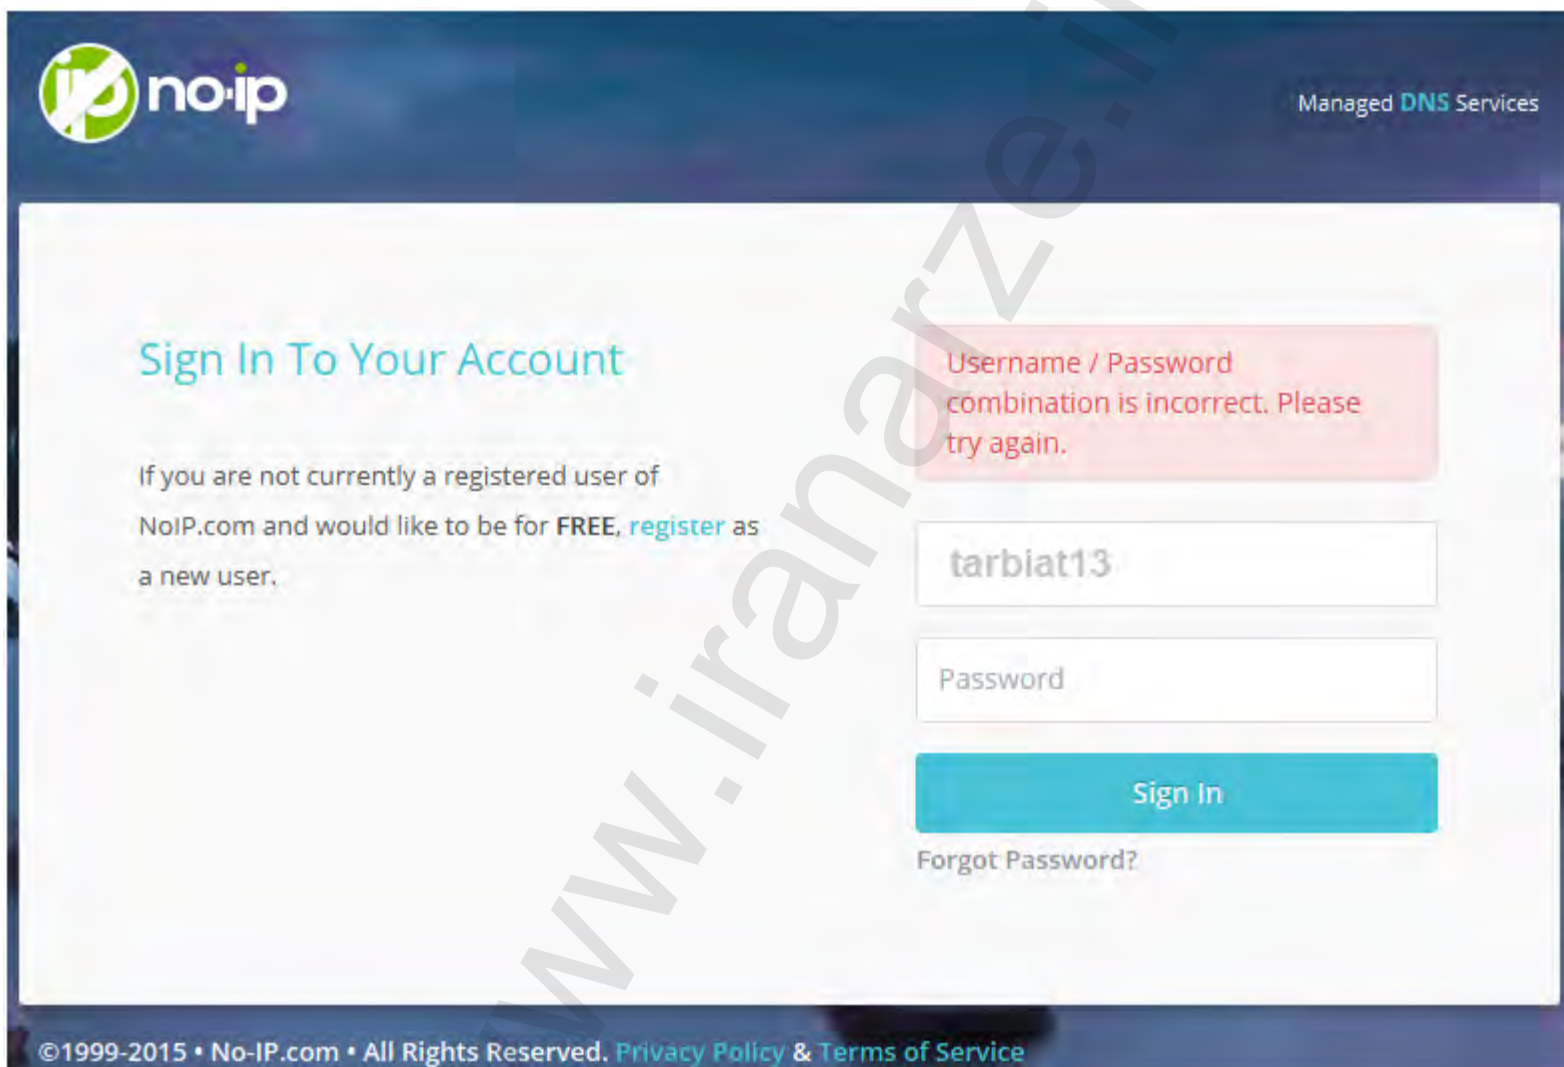 no·ip
Managed DNS Services
Sign In To Your Account
If you are not currently a registered user of
NoIP.com and would like to be for FREE, register as
a new user.
Username / Password
combination is incorrect. Please
try again.
tarbiat13
Password
Sign In
Forgot Password?
©1999-2015 • No-IP.com • All Rights Reserved. Privacy Policy & Terms of Service
www.iranarze.ir